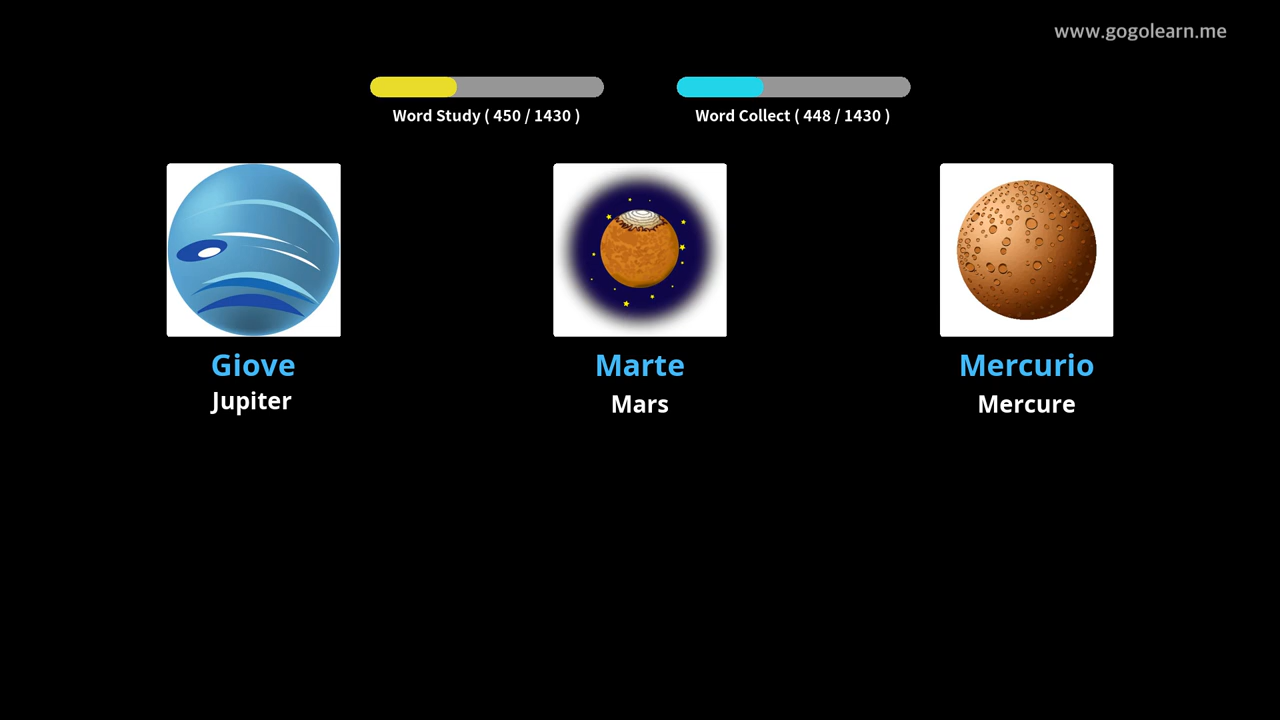 www.gogolearn.me
Word Study ( 450 / 1430 )
Word Collect ( 448 / 1430 )
Giove
Jupiter
Marte
Mars
Mercurio
Mercure